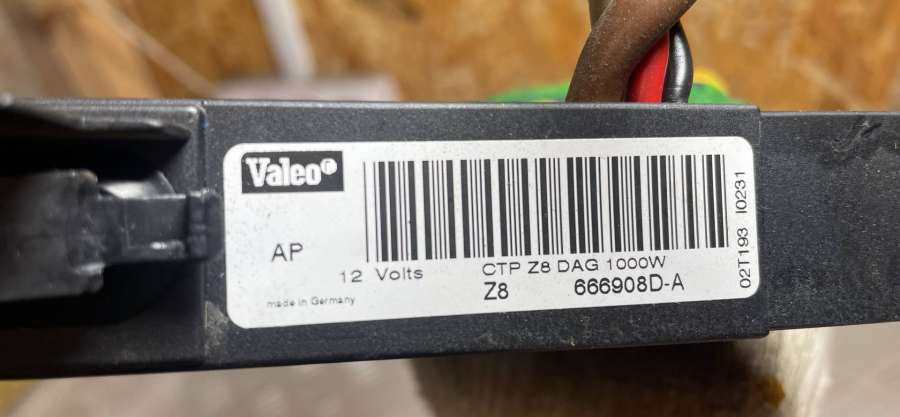 Valeo
AP
12 Volts
CTP Z8 DAG 1000W
Z8 666908D-A
made in Germany
02T193 I0231